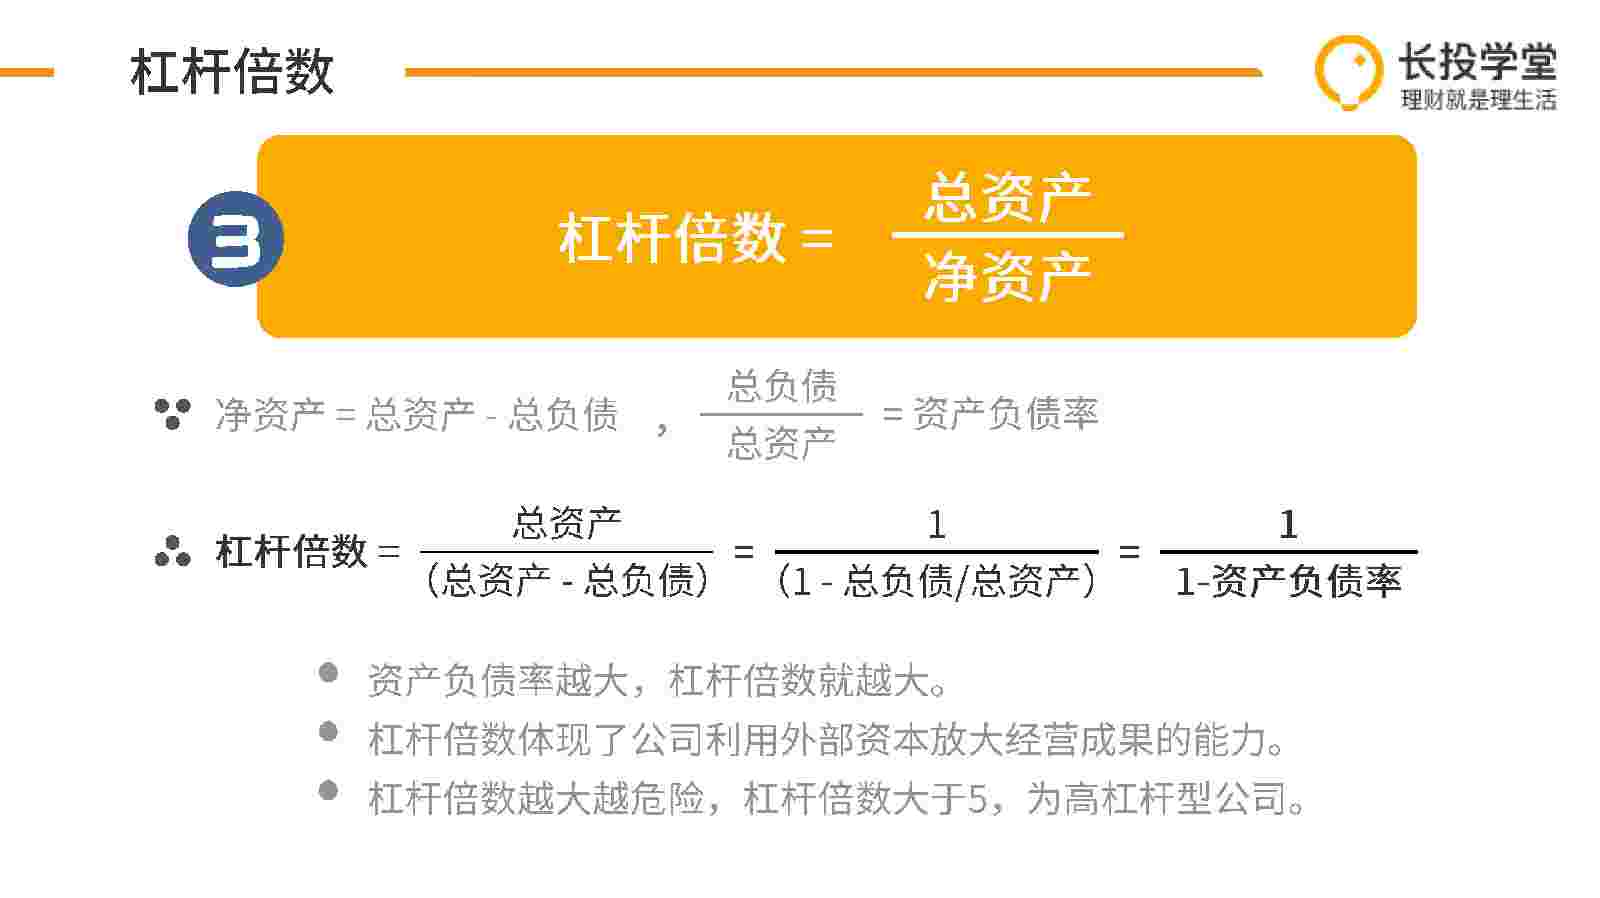 杠杆倍数
长投学堂
理财就是理生活
3
杠杆倍数 =
总资产
净资产
∵ 净资产 = 总资产 - 总负债 ，
总负债
总资产
= 资产负债率
∴ 杠杆倍数 =
总资产
（总资产 - 总负债）
=
1
（1 - 总负债/总资产）
=
1
1-资产负债率
● 资产负债率越大，杠杆倍数就越大。
● 杠杆倍数体现了公司利用外部资本放大经营成果的能力。
● 杠杆倍数越大越危险，杠杆倍数大于5，为高杠杆型公司。